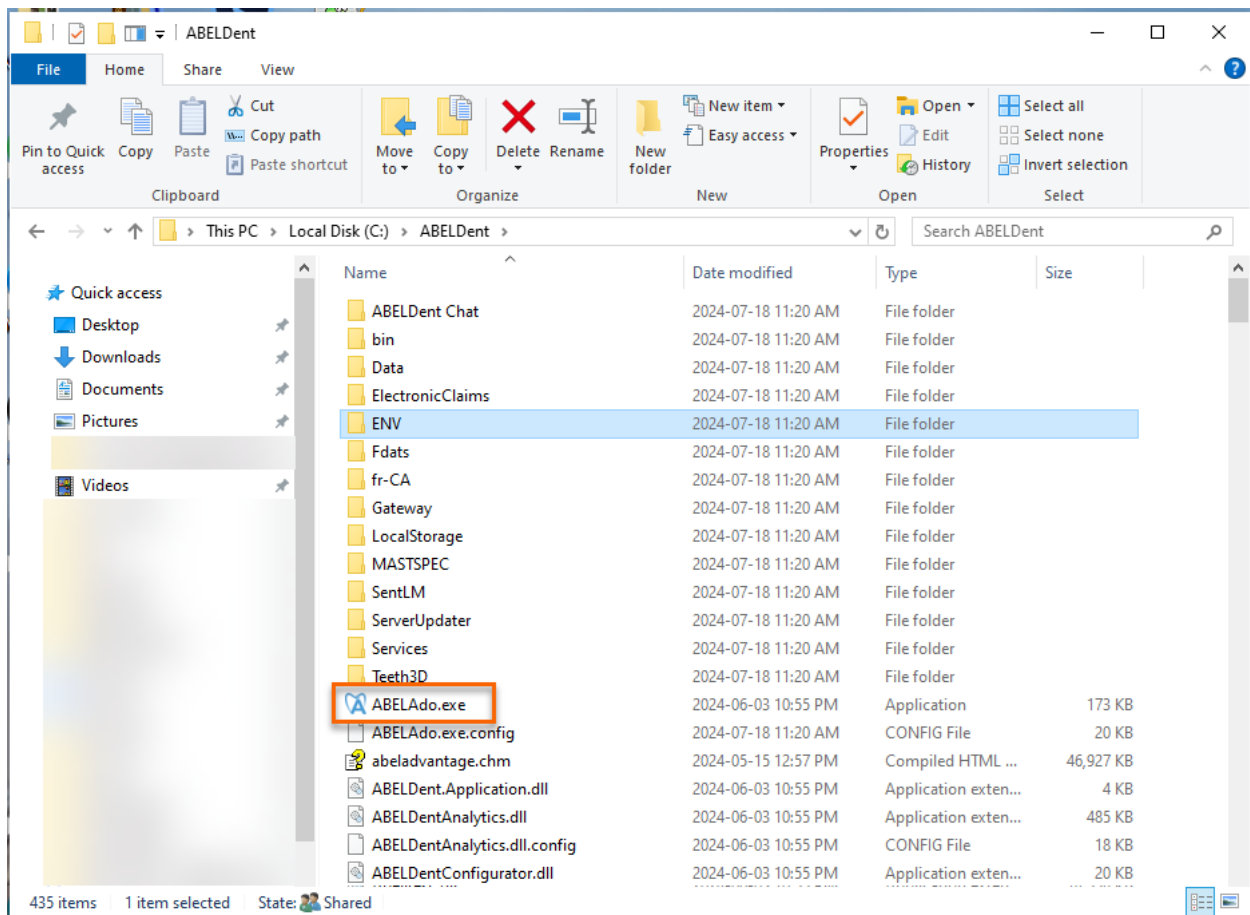 ABELDent
File Home Share View
Pin to Quick access
Copy
Paste
Cut
Copy path
Paste shortcut
Clipboard
Move to
Copy to
Delete
Rename
Organize
New folder
New item
Easy access
New
Properties
Open
Edit
History
Open
Select all
Select none
Invert selection
Select
This PC > Local Disk (C:) > ABELDent >
Search ABELDent
Quick access
Desktop
Downloads
Documents
Pictures
Videos
Name Date modified Type Size
ABELDent Chat 2024-07-18 11:20 AM File folder
bin 2024-07-18 11:20 AM File folder
Data 2024-07-18 11:20 AM File folder
ElectronicClaims 2024-07-18 11:20 AM File folder
ENV 2024-07-18 11:20 AM File folder
Fdats 2024-07-18 11:20 AM File folder
fr-CA 2024-07-18 11:20 AM File folder
Gateway 2024-07-18 11:20 AM File folder
LocalStorage 2024-07-18 11:20 AM File folder
MASTSPEC 2024-07-18 11:20 AM File folder
SentLM 2024-07-18 11:20 AM File folder
ServerUpdater 2024-07-18 11:20 AM File folder
Services 2024-07-18 11:20 AM File folder
Teeth3D 2024-07-18 11:20 AM File folder
ABELAdo.exe 2024-06-03 10:55 PM Application 173 KB
ABELAdo.exe.config 2024-07-18 11:20 AM CONFIG File 20 KB
abeladvantage.chm 2024-05-15 12:57 PM Compiled HTML ... 46,927 KB
ABELDent.Application.dll 2024-06-03 10:55 PM Application exten... 4 KB
ABELDentAnalytics.dll 2024-06-03 10:55 PM Application exten... 485 KB
ABELDentAnalytics.dll.config 2024-06-03 10:55 PM CONFIG File 18 KB
ABELDentConfigurator.dll 2024-06-03 10:55 PM Application exten... 20 KB
435 items 1 item selected State: Shared